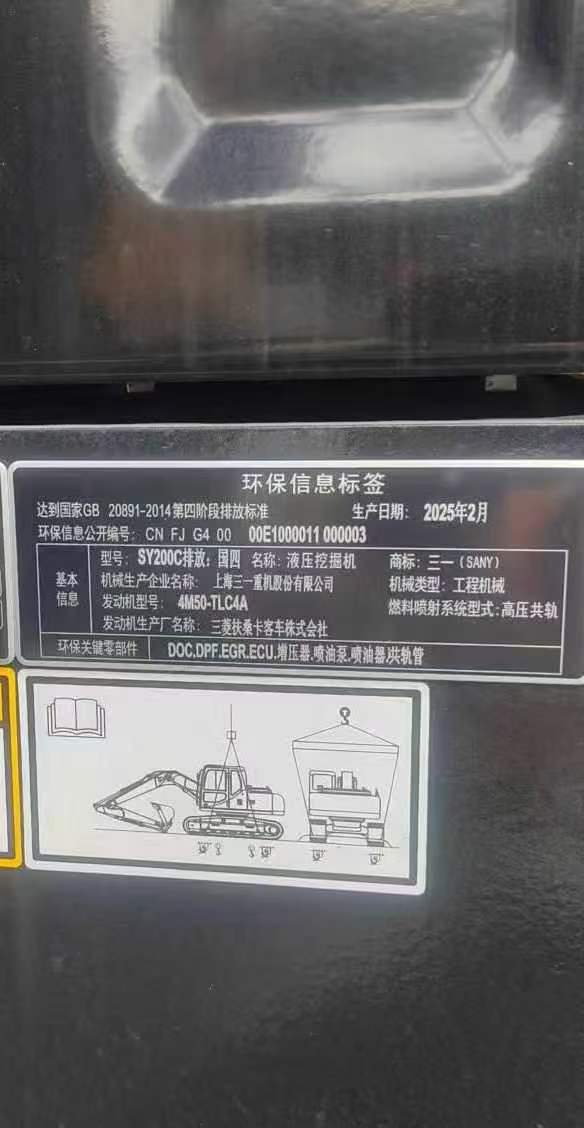 环保信息标签
达到国家GB 20891-2014第四阶段排放标准 生产日期: 2025年2月
环保信息公开编号: CN FJ G4 00 00E1000011 000003
基本信息
型号: SY200C排放: 国四 名称: 液压挖掘机 商标: 三一(SANY)
机械生产企业名称: 上海三一重机股份有限公司 机械类型: 工程机械
发动机型号: 4M50-TLC4A 燃料喷射系统型式: 高压共轨
发动机生产厂名称: 三菱扶桑卡客车株式会社
环保关键零部件 DOC.DPF.EGR.ECU.增压器.喷油泵.喷油器.共轨管